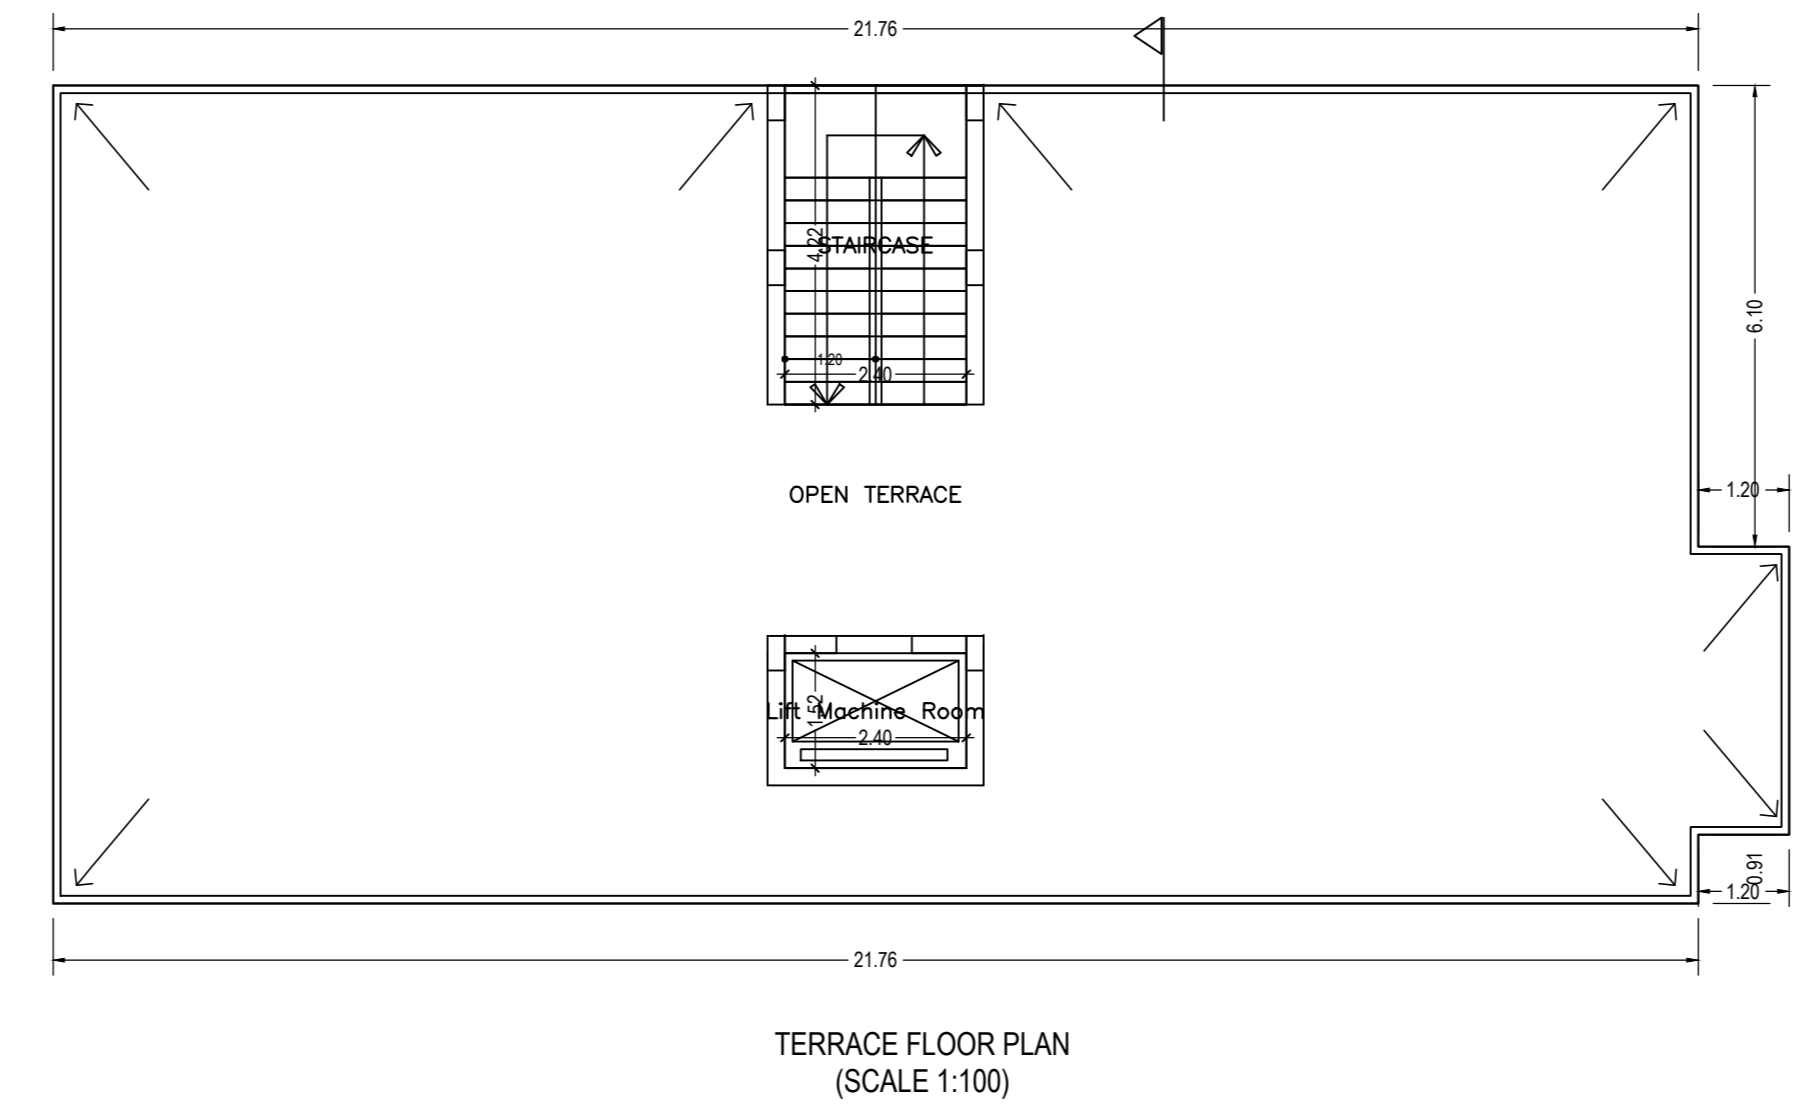 21.76
STAIRCASE
4.22
6.10
1.20
2.40
OPEN TERRACE
1.20
Lift Machine Room
1.52
2.40
0.91
1.20
21.76
TERRACE FLOOR PLAN
(SCALE 1:100)